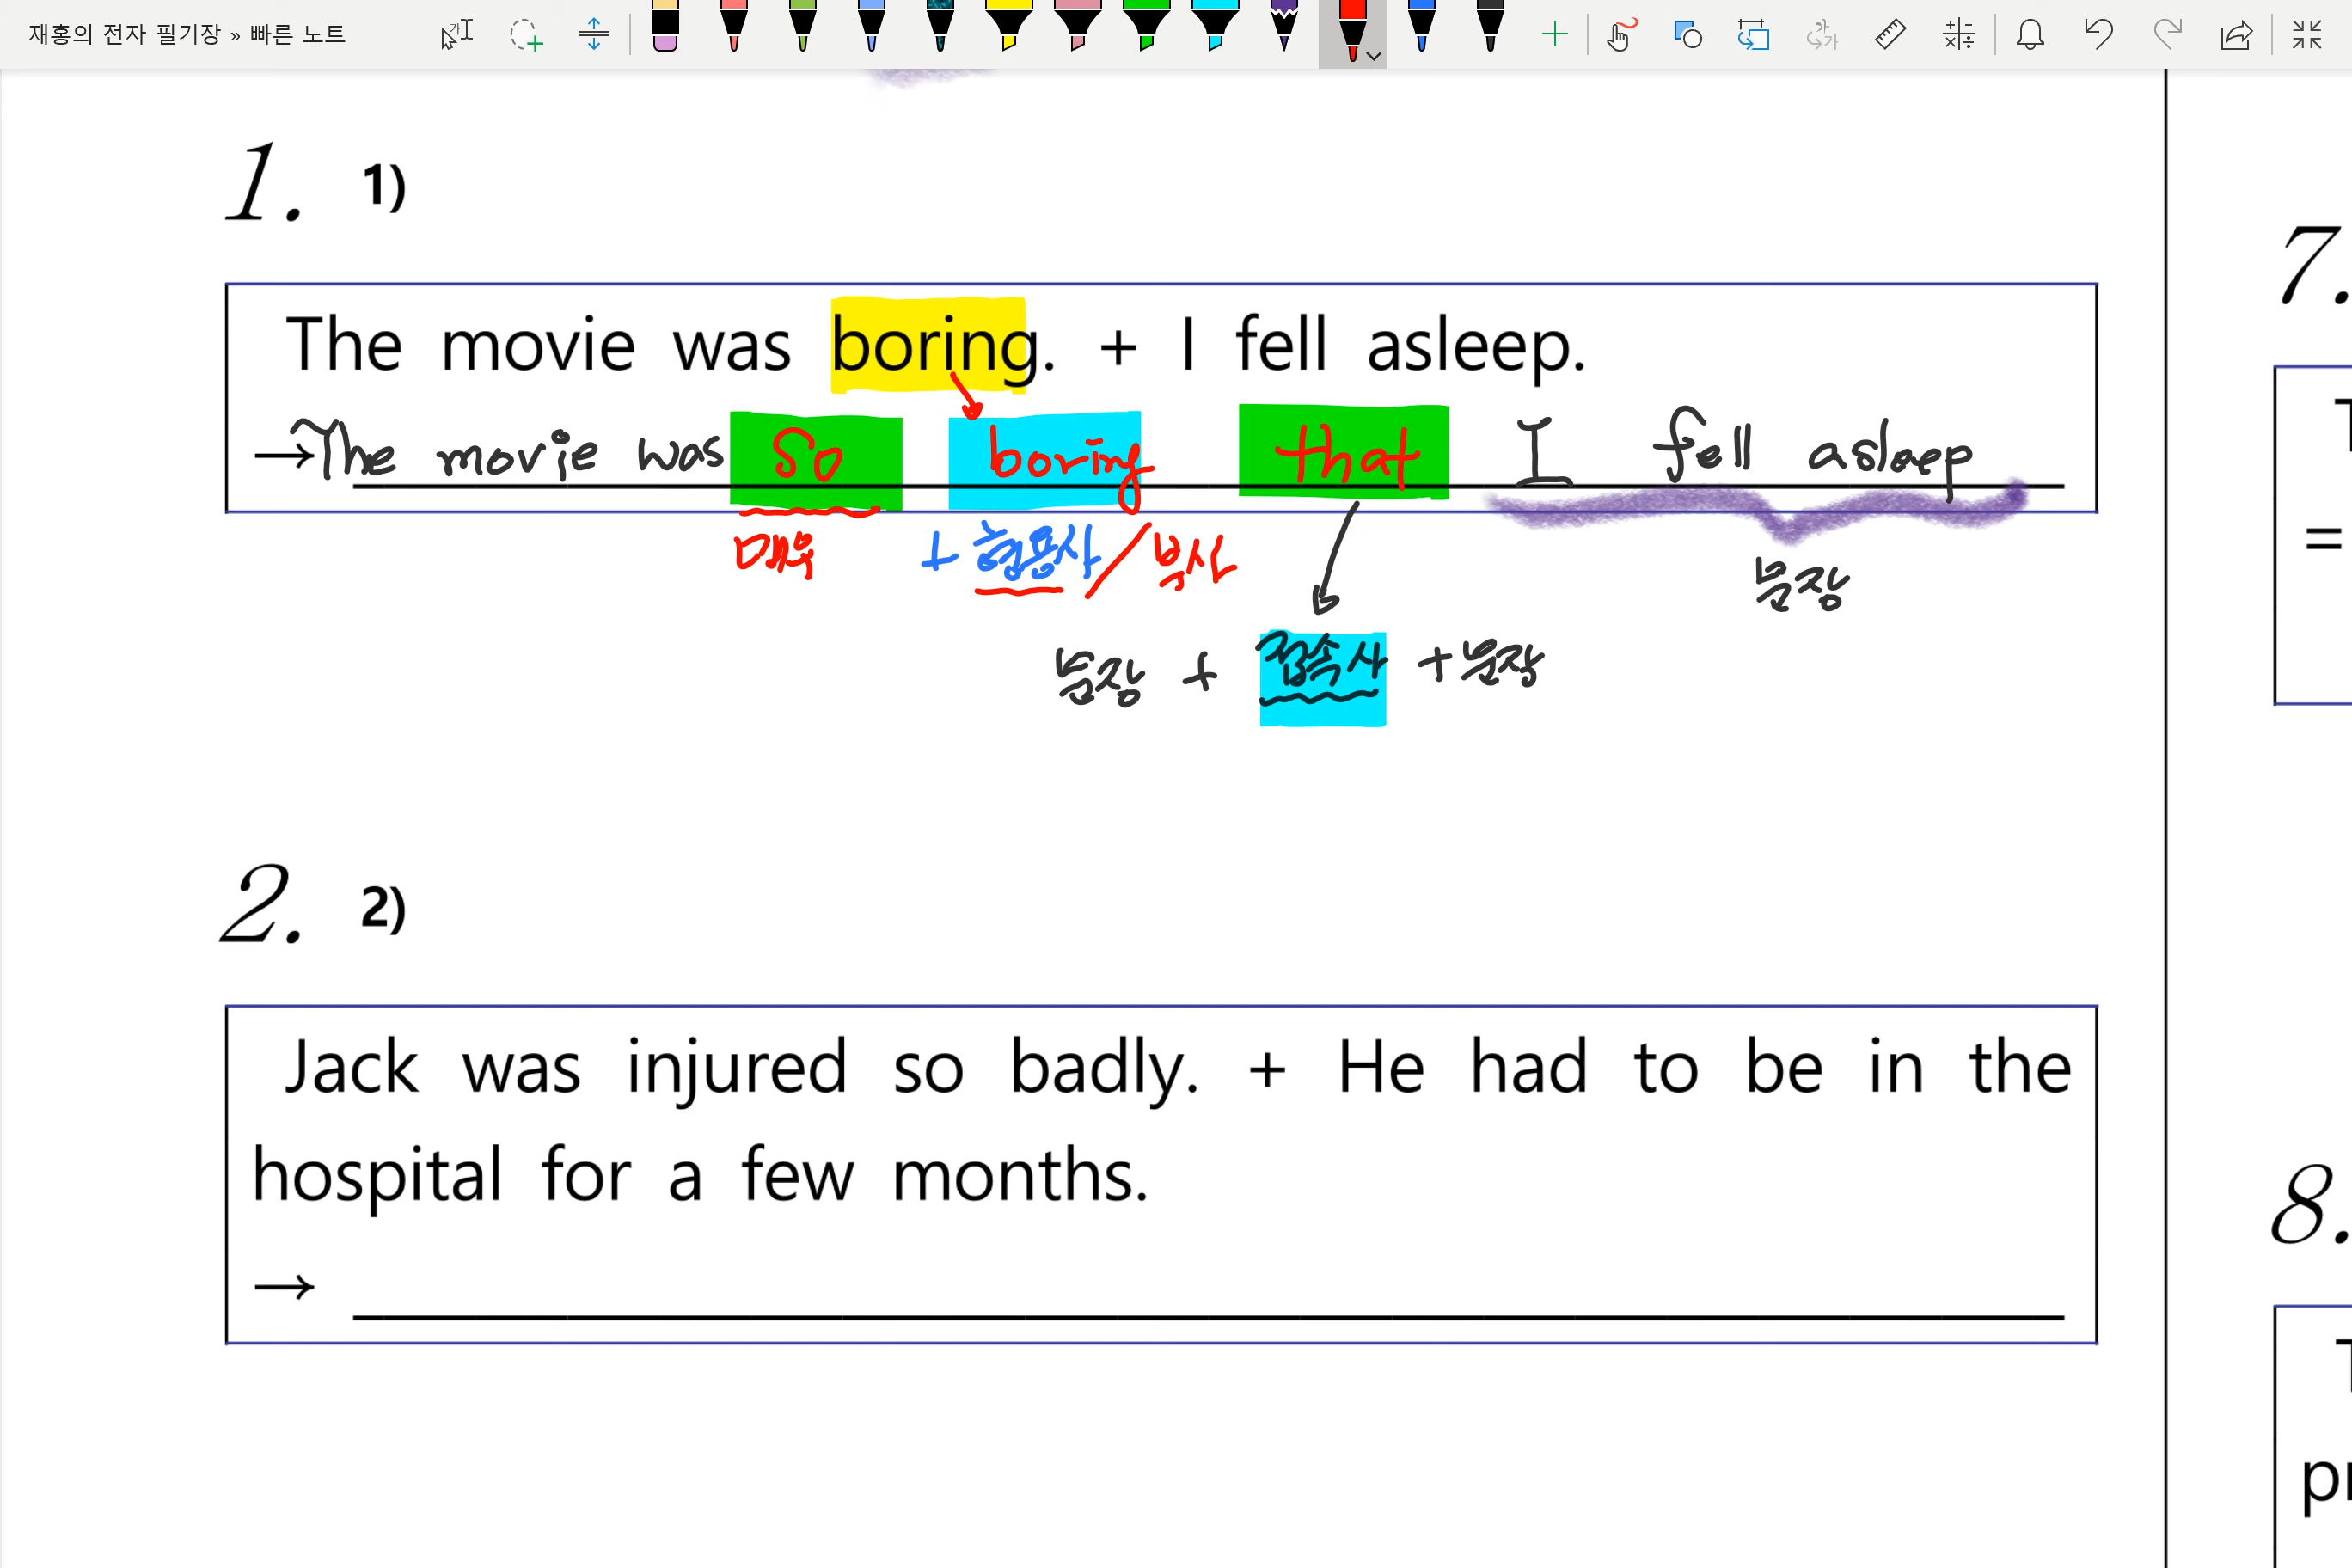 재홍의 전자 필기장 » 빠른 노트
1. 1)
The movie was boring. + I fell asleep.
→ The movie was so boring that I fell asleep
매우 + 형용사 / 부사
문장
문장 + 접속사 + 문장
2. 2)
Jack was injured so badly. + He had to be in the
hospital for a few months.
→
7.
=
8.